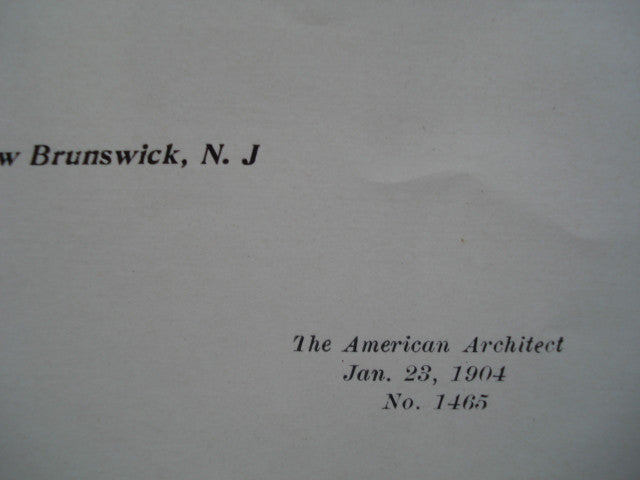 w Brunswick, N. J
The American Architect
Jan. 23, 1904
No. 1465